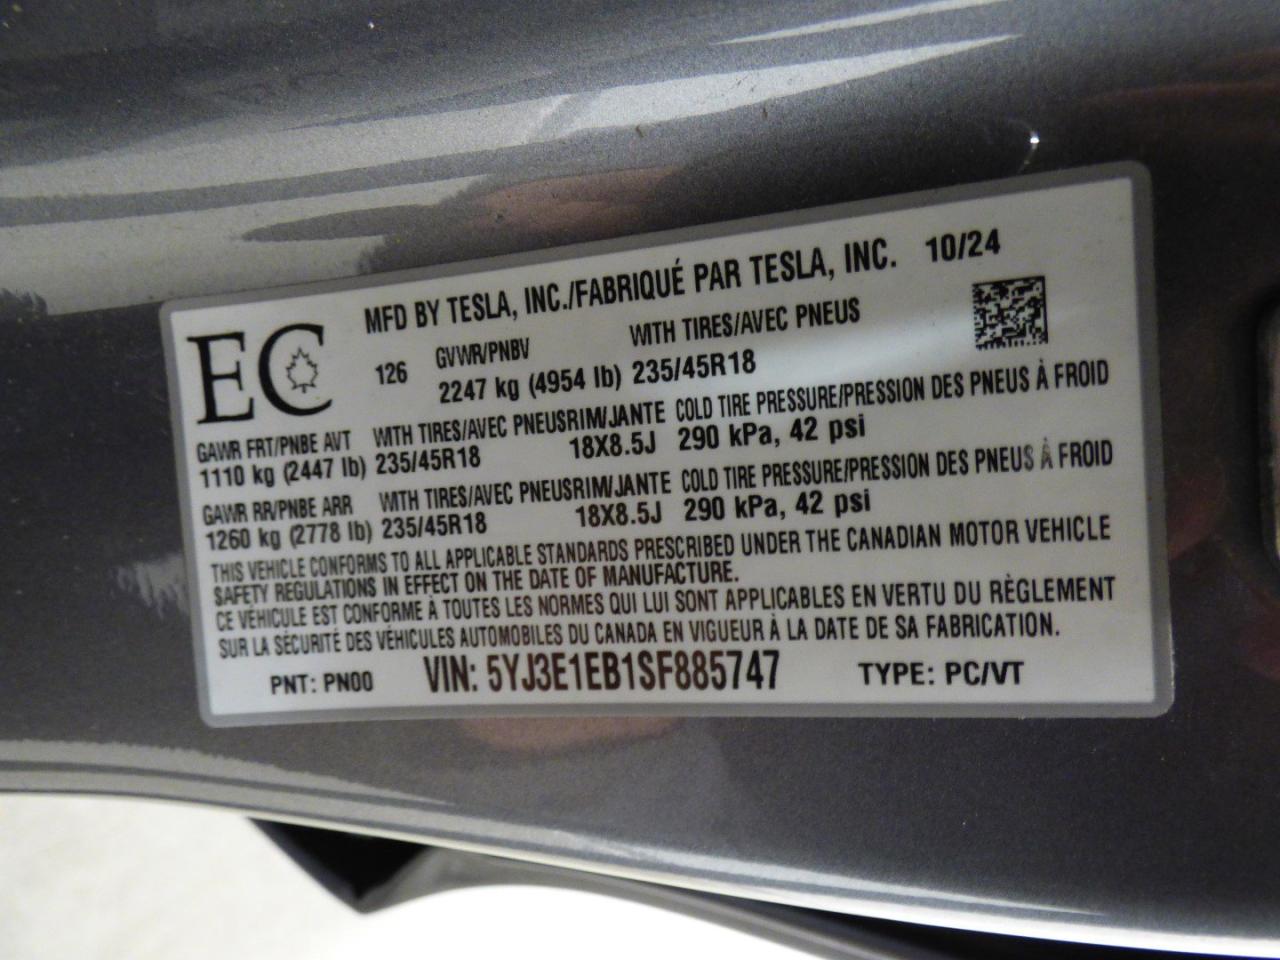 MFD BY TESLA, INC./FABRIQUÉ PAR TESLA, INC. 10/24
EC
126 GVWR/PNBV WITH TIRES/AVEC PNEUS
2247 kg (4954 lb) 235/45R18
GAWR FRT/PNBE AVT WITH TIRES/AVEC PNEUSRIM/JANTE COLD TIRE PRESSURE/PRESSION DES PNEUS À FROID
1110 kg (2447 lb) 235/45R18 18X8.5J 290 kPa, 42 psi
GAWR RR/PNBE ARR WITH TIRES/AVEC PNEUSRIM/JANTE COLD TIRE PRESSURE/PRESSION DES PNEUS À FROID
1260 kg (2778 lb) 235/45R18 18X8.5J 290 kPa, 42 psi
THIS VEHICLE CONFORMS TO ALL APPLICABLE STANDARDS PRESCRIBED UNDER THE CANADIAN MOTOR VEHICLE
SAFETY REGULATIONS IN EFFECT ON THE DATE OF MANUFACTURE.
CE VÉHICULE EST CONFORME À TOUTES LES NORMES QUI LUI SONT APPLICABLES EN VERTU DU RÈGLEMENT
SUR LA SÉCURITÉ DES VÉHICULES AUTOMOBILES DU CANADA EN VIGUEUR À LA DATE DE SA FABRICATION.
PNT: PN00 VIN: 5YJ3E1EB1SF885747 TYPE: PC/VT